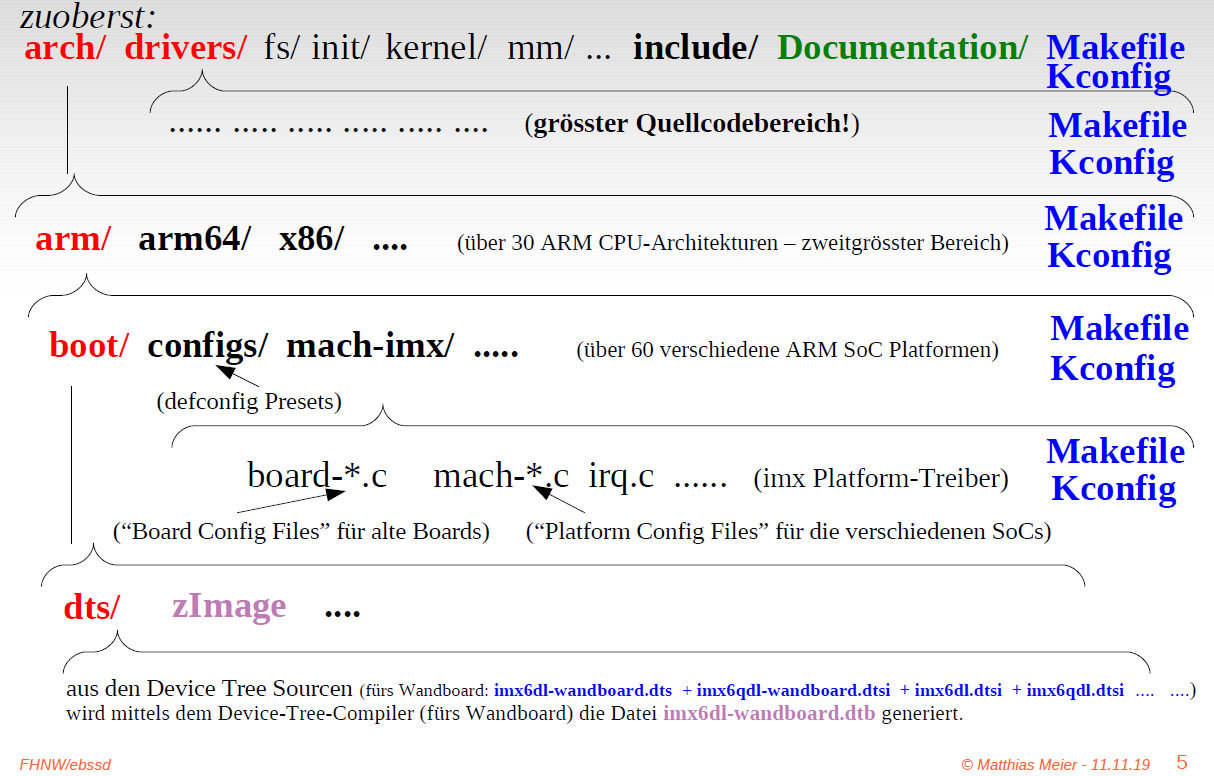 zuoberst:
arch/ drivers/ fs/ init/ kernel/ mm/ ... include/ Documentation/ Makefile
Kconfig
...... ..... ..... ..... ..... .... (grösster Quellcodebereich!) Makefile
Kconfig
arm/ arm64/ x86/ .... (über 30 ARM CPU-Architekturen – zweitgrösster Bereich) Makefile
Kconfig
boot/ configs/ mach-imx/ ..... (über 60 verschiedene ARM SoC Platformen) Makefile
Kconfig
(defconfig Presets)
board-*.c mach-*.c irq.c ...... (imx Platform-Treiber) Makefile
Kconfig
(“Board Config Files” für alte Boards) (“Platform Config Files” für die verschiedenen SoCs)
dts/ zImage ....
aus den Device Tree Sourcen (fürs Wandboard: imx6dl-wandboard.dts + imx6qdl-wandboard.dtsi + imx6dl.dtsi + imx6qdl.dtsi .... ....)
wird mittels dem Device-Tree-Compiler (fürs Wandboard) die Datei imx6dl-wandboard.dtb generiert.
FHNW/ebssd © Matthias Meier - 11.11.19 5